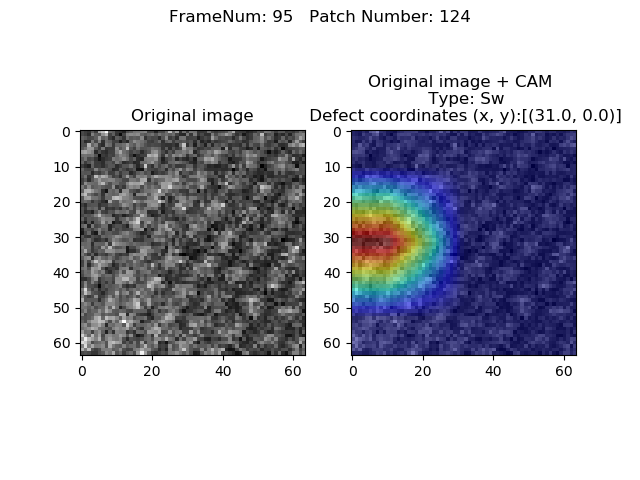 FrameNum: 95   Patch Number: 124
Original image
0
10
20
30
40
50
60
0 20 40 60
Original image + CAM
Type: Sw
Defect coordinates (x, y):[(31.0, 0.0)]
0
10
20
30
40
50
60
0 20 40 60